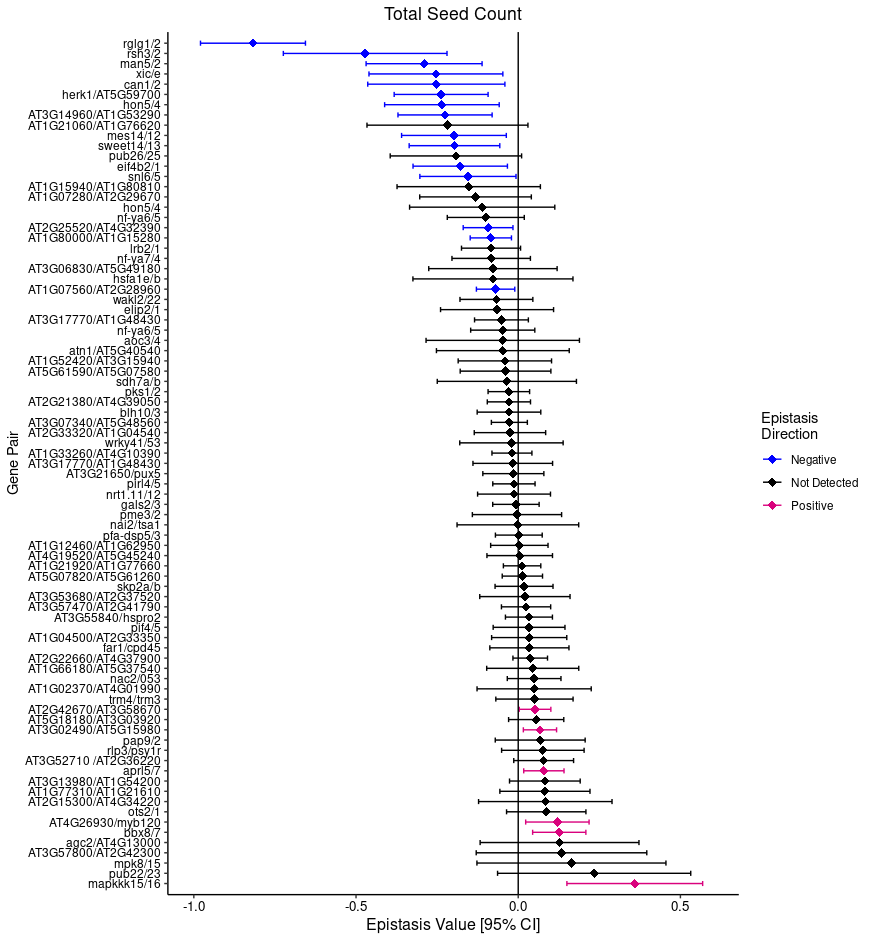 Total Seed Count
rglg1/2
rsh3/2
man5/2
xic/e
can1/2
herk1/AT5G59700
hon5/4
AT3G14960/AT1G53290
AT1G21060/AT1G76620
mes14/12
sweet14/13
pub26/25
eif4b2/1
snl6/5
AT1G15940/AT1G80810
AT1G07280/AT2G29670
hon5/4
nf-ya6/5
AT2G25520/AT4G32390
AT1G80000/AT1G15280
lrb2/1
nf-ya7/4
AT3G06830/AT5G49180
hsfa1e/b
AT1G07560/AT2G28960
wakl2/22
elip2/1
AT3G17770/AT1G48430
nf-ya6/5
aoc3/4
atn1/AT5G40540
AT1G52420/AT3G15940
AT5G61590/AT5G07580
sdh7a/b
pks1/2
AT2G21380/AT4G39050
blh10/3
AT3G07340/AT5G48560
AT2G33320/AT1G04540
wrky41/53
AT1G33260/AT4G10390
AT3G17770/AT1G48430
AT3G21650/pux5
pirl4/5
nrt1.11/12
gals2/3
pme3/2
nai2/tsa1
pfa-dsp5/3
AT1G12460/AT1G62950
AT4G19520/AT5G45240
AT1G21920/AT1G77660
AT5G07820/AT5G61260
skp2a/b
AT3G53680/AT2G37520
AT3G57470/AT2G41790
AT3G55840/hspro2
pif4/5
AT1G04500/AT2G33350
far1/cpd45
AT2G22660/AT4G37900
AT1G66180/AT5G37540
nac2/053
AT1G02370/AT4G01990
trm4/trm3
AT2G42670/AT3G58670
AT5G18180/AT3G03920
AT3G02490/AT5G15980
pap9/2
rlp3/psy1r
AT3G52710 /AT2G36220
aprl5/7
AT3G13980/AT1G54200
AT1G77310/AT1G21610
AT2G15300/AT4G34220
ots2/1
AT4G26930/myb120
bbx8/7
agc2/AT4G13000
AT3G57800/AT2G42300
mpk8/15
pub22/23
mapkkk15/16
Gene Pair
-1.0
-0.5
0.0
0.5
Epistasis Value [95% CI]
Epistasis
Direction
Negative
Not Detected
Positive